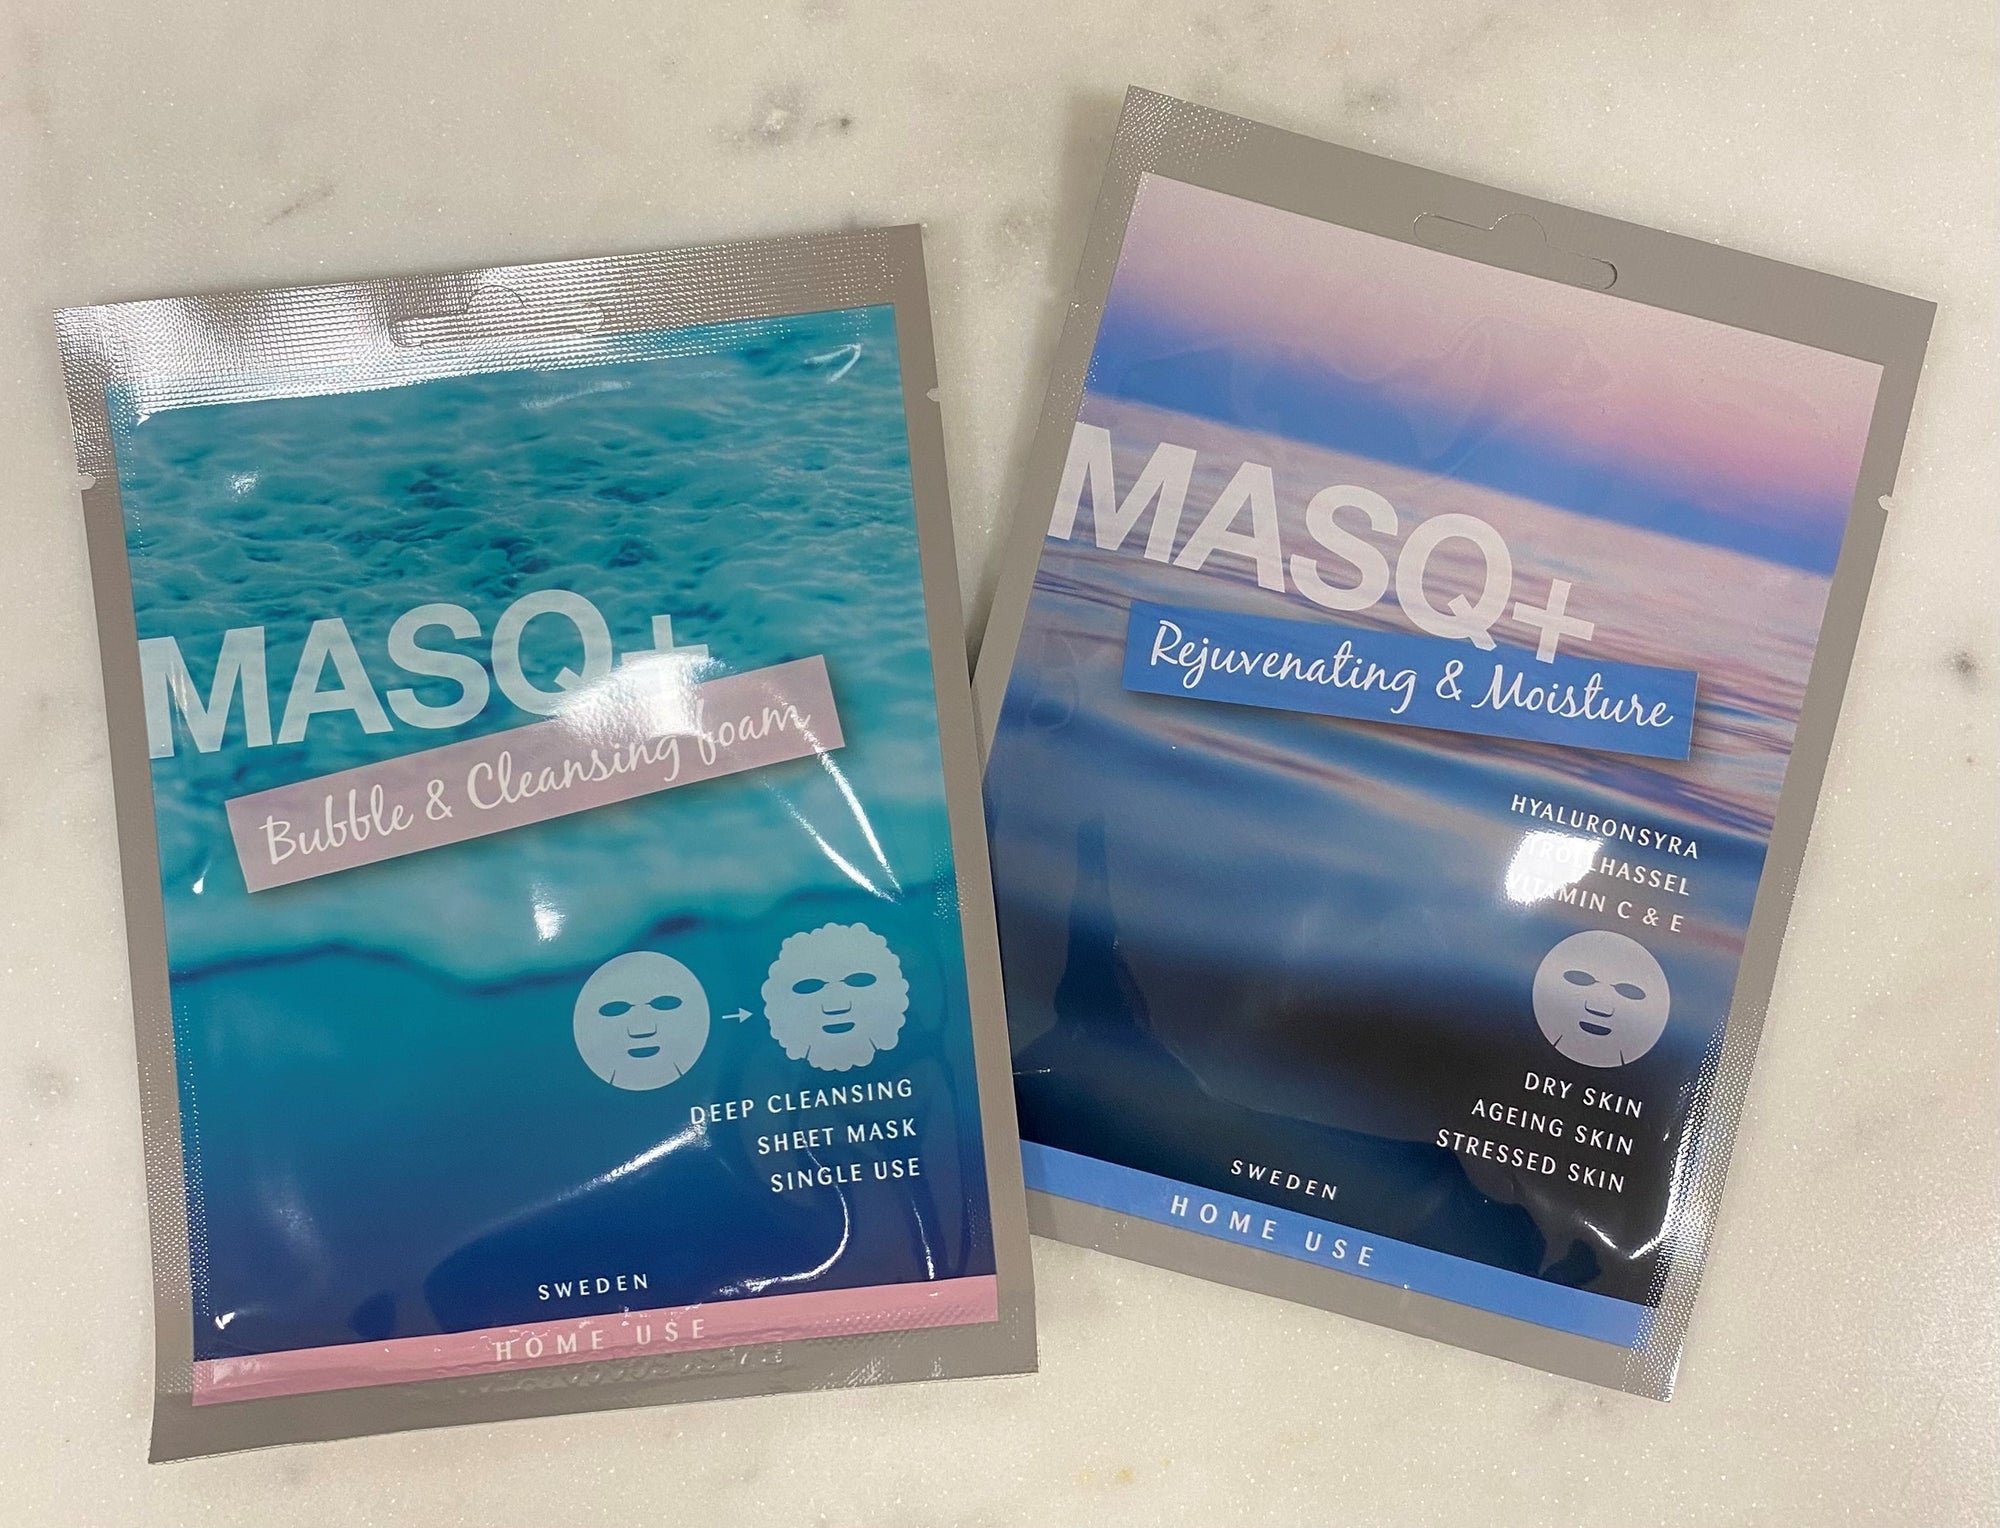 MASQ+
Bubble & Cleansing foam
DEEP CLEANSING
SHEET MASK
SINGLE USE
SWEDEN
HOME USE
MASQ+
Rejuvenating & Moisture
HYALURONSYRA
TROLLHASSEL
VITAMIN C & E
DRY SKIN
AGEING SKIN
STRESSED SKIN
SWEDEN
HOME USE